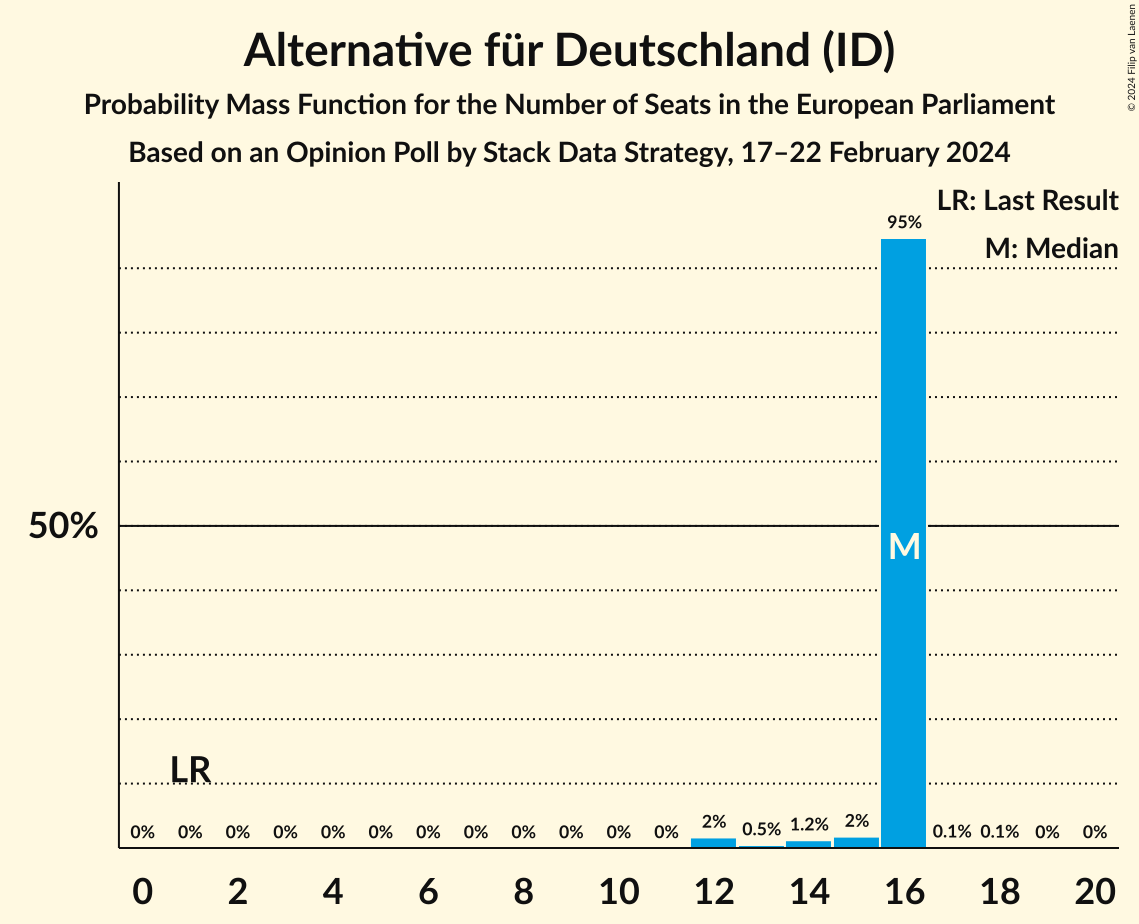 Alternative für Deutschland (ID)
Probability Mass Function for the Number of Seats in the European Parliament
Based on an Opinion Poll by Stack Data Strategy, 17–22 February 2024
© 2024 Filip van Laenen
LR: Last Result
M: Median
95%
50%
M
LR
0% 0% 0% 0% 0% 0% 0% 0% 0% 0% 0% 0% 2% 0.5% 1.2% 2% 0.1% 0.1% 0% 0%
0 2 4 6 8 10 12 14 16 18 20